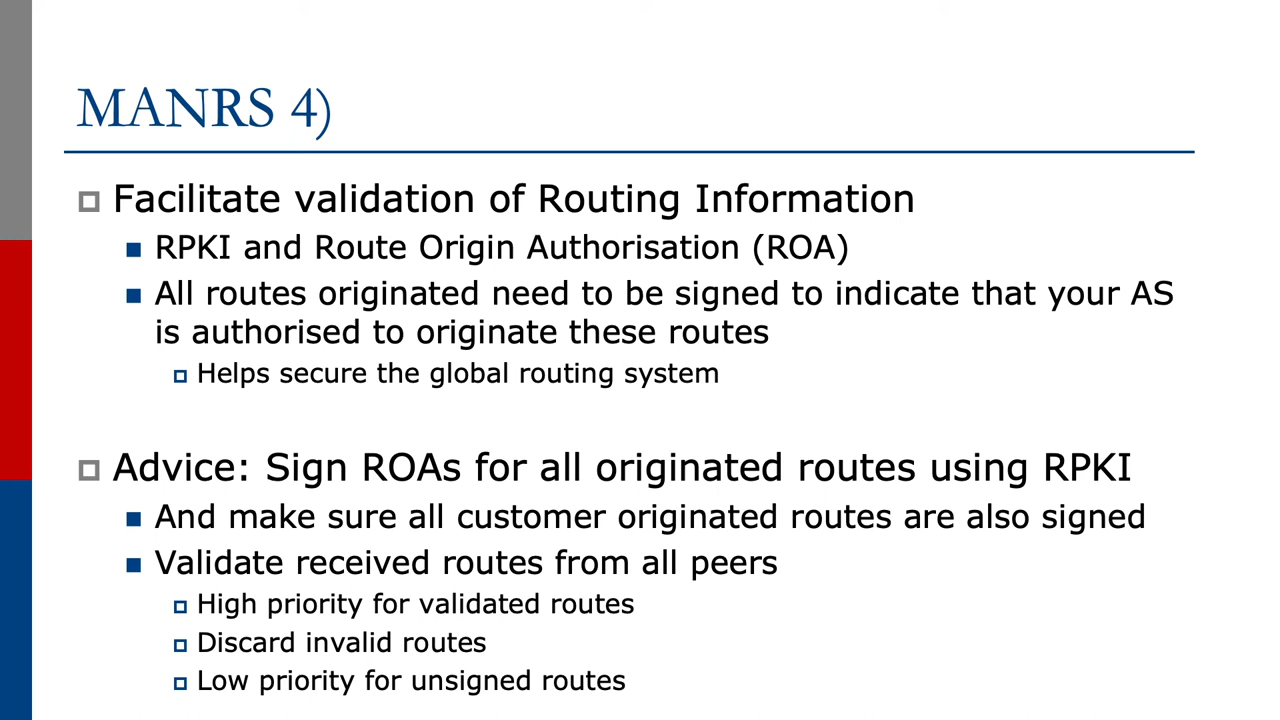 MANRS 4)
Facilitate validation of Routing Information
RPKI and Route Origin Authorisation (ROA)
All routes originated need to be signed to indicate that your AS
is authorised to originate these routes
Helps secure the global routing system
Advice: Sign ROAs for all originated routes using RPKI
And make sure all customer originated routes are also signed
Validate received routes from all peers
High priority for validated routes
Discard invalid routes
Low priority for unsigned routes